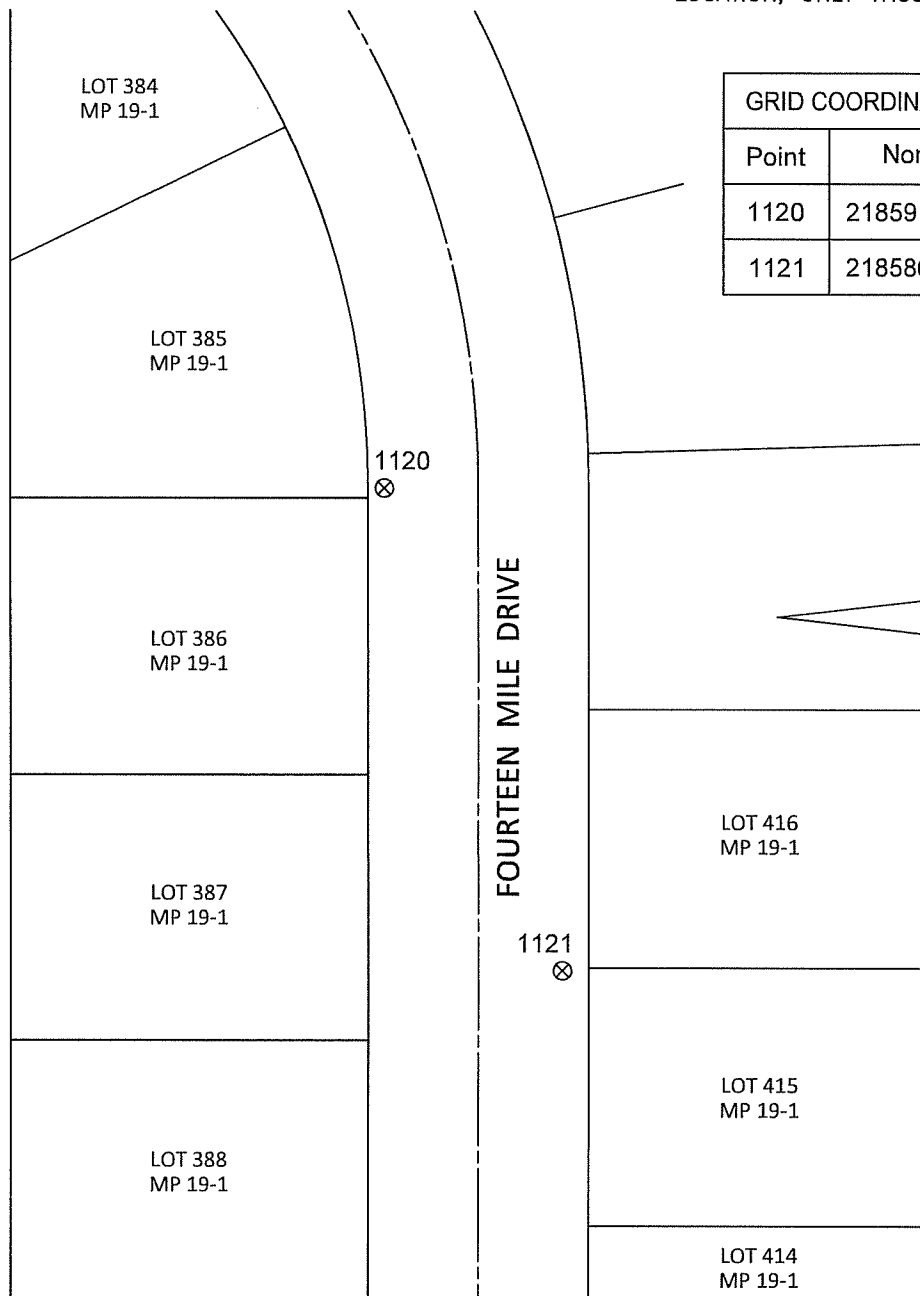 LOT 384
MP 19-1
GRID COORDIN
Point
1120
21859
1121
LOT 385
MP 19-1
1120
LOT 386
MP 19-1
FOURTEEN MILE DRIVE
LOT 416
MP 19-1
LOT 387
MP 19-1
1121
LOT 415
MP 19-1
LOT 388
MP 19-1
LOT 414
MP 19-1